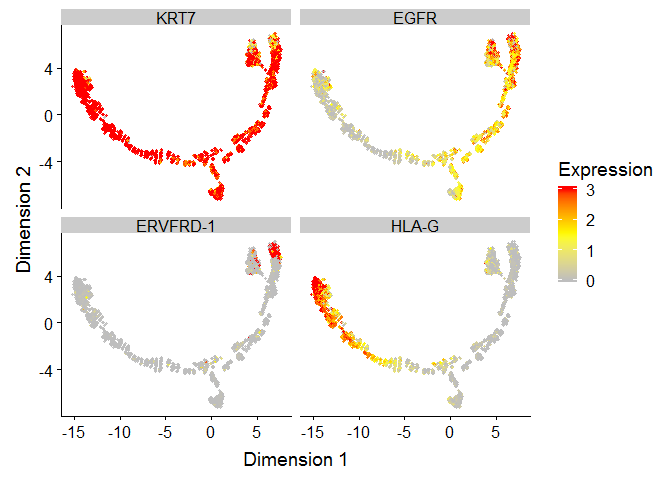 KRT7 EGFR
4
0
-4
ERVFRD-1 HLA-G
4
0
-4
-15 -10 -5 0 5 -15 -10 -5 0 5
Dimension 1
Dimension 2
Expression
3
2
1
0